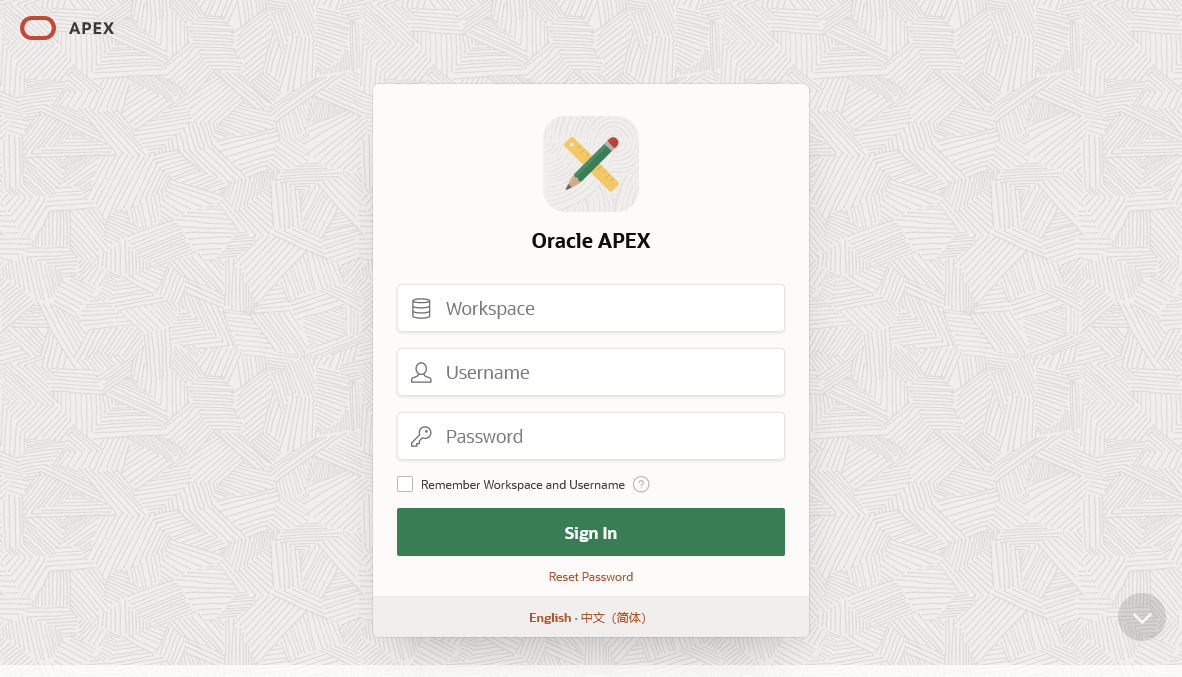 APEX
Oracle APEX
Workspace
Username
Password
Remember Workspace and Username ?
Sign In
Reset Password
English - 中文（简体）